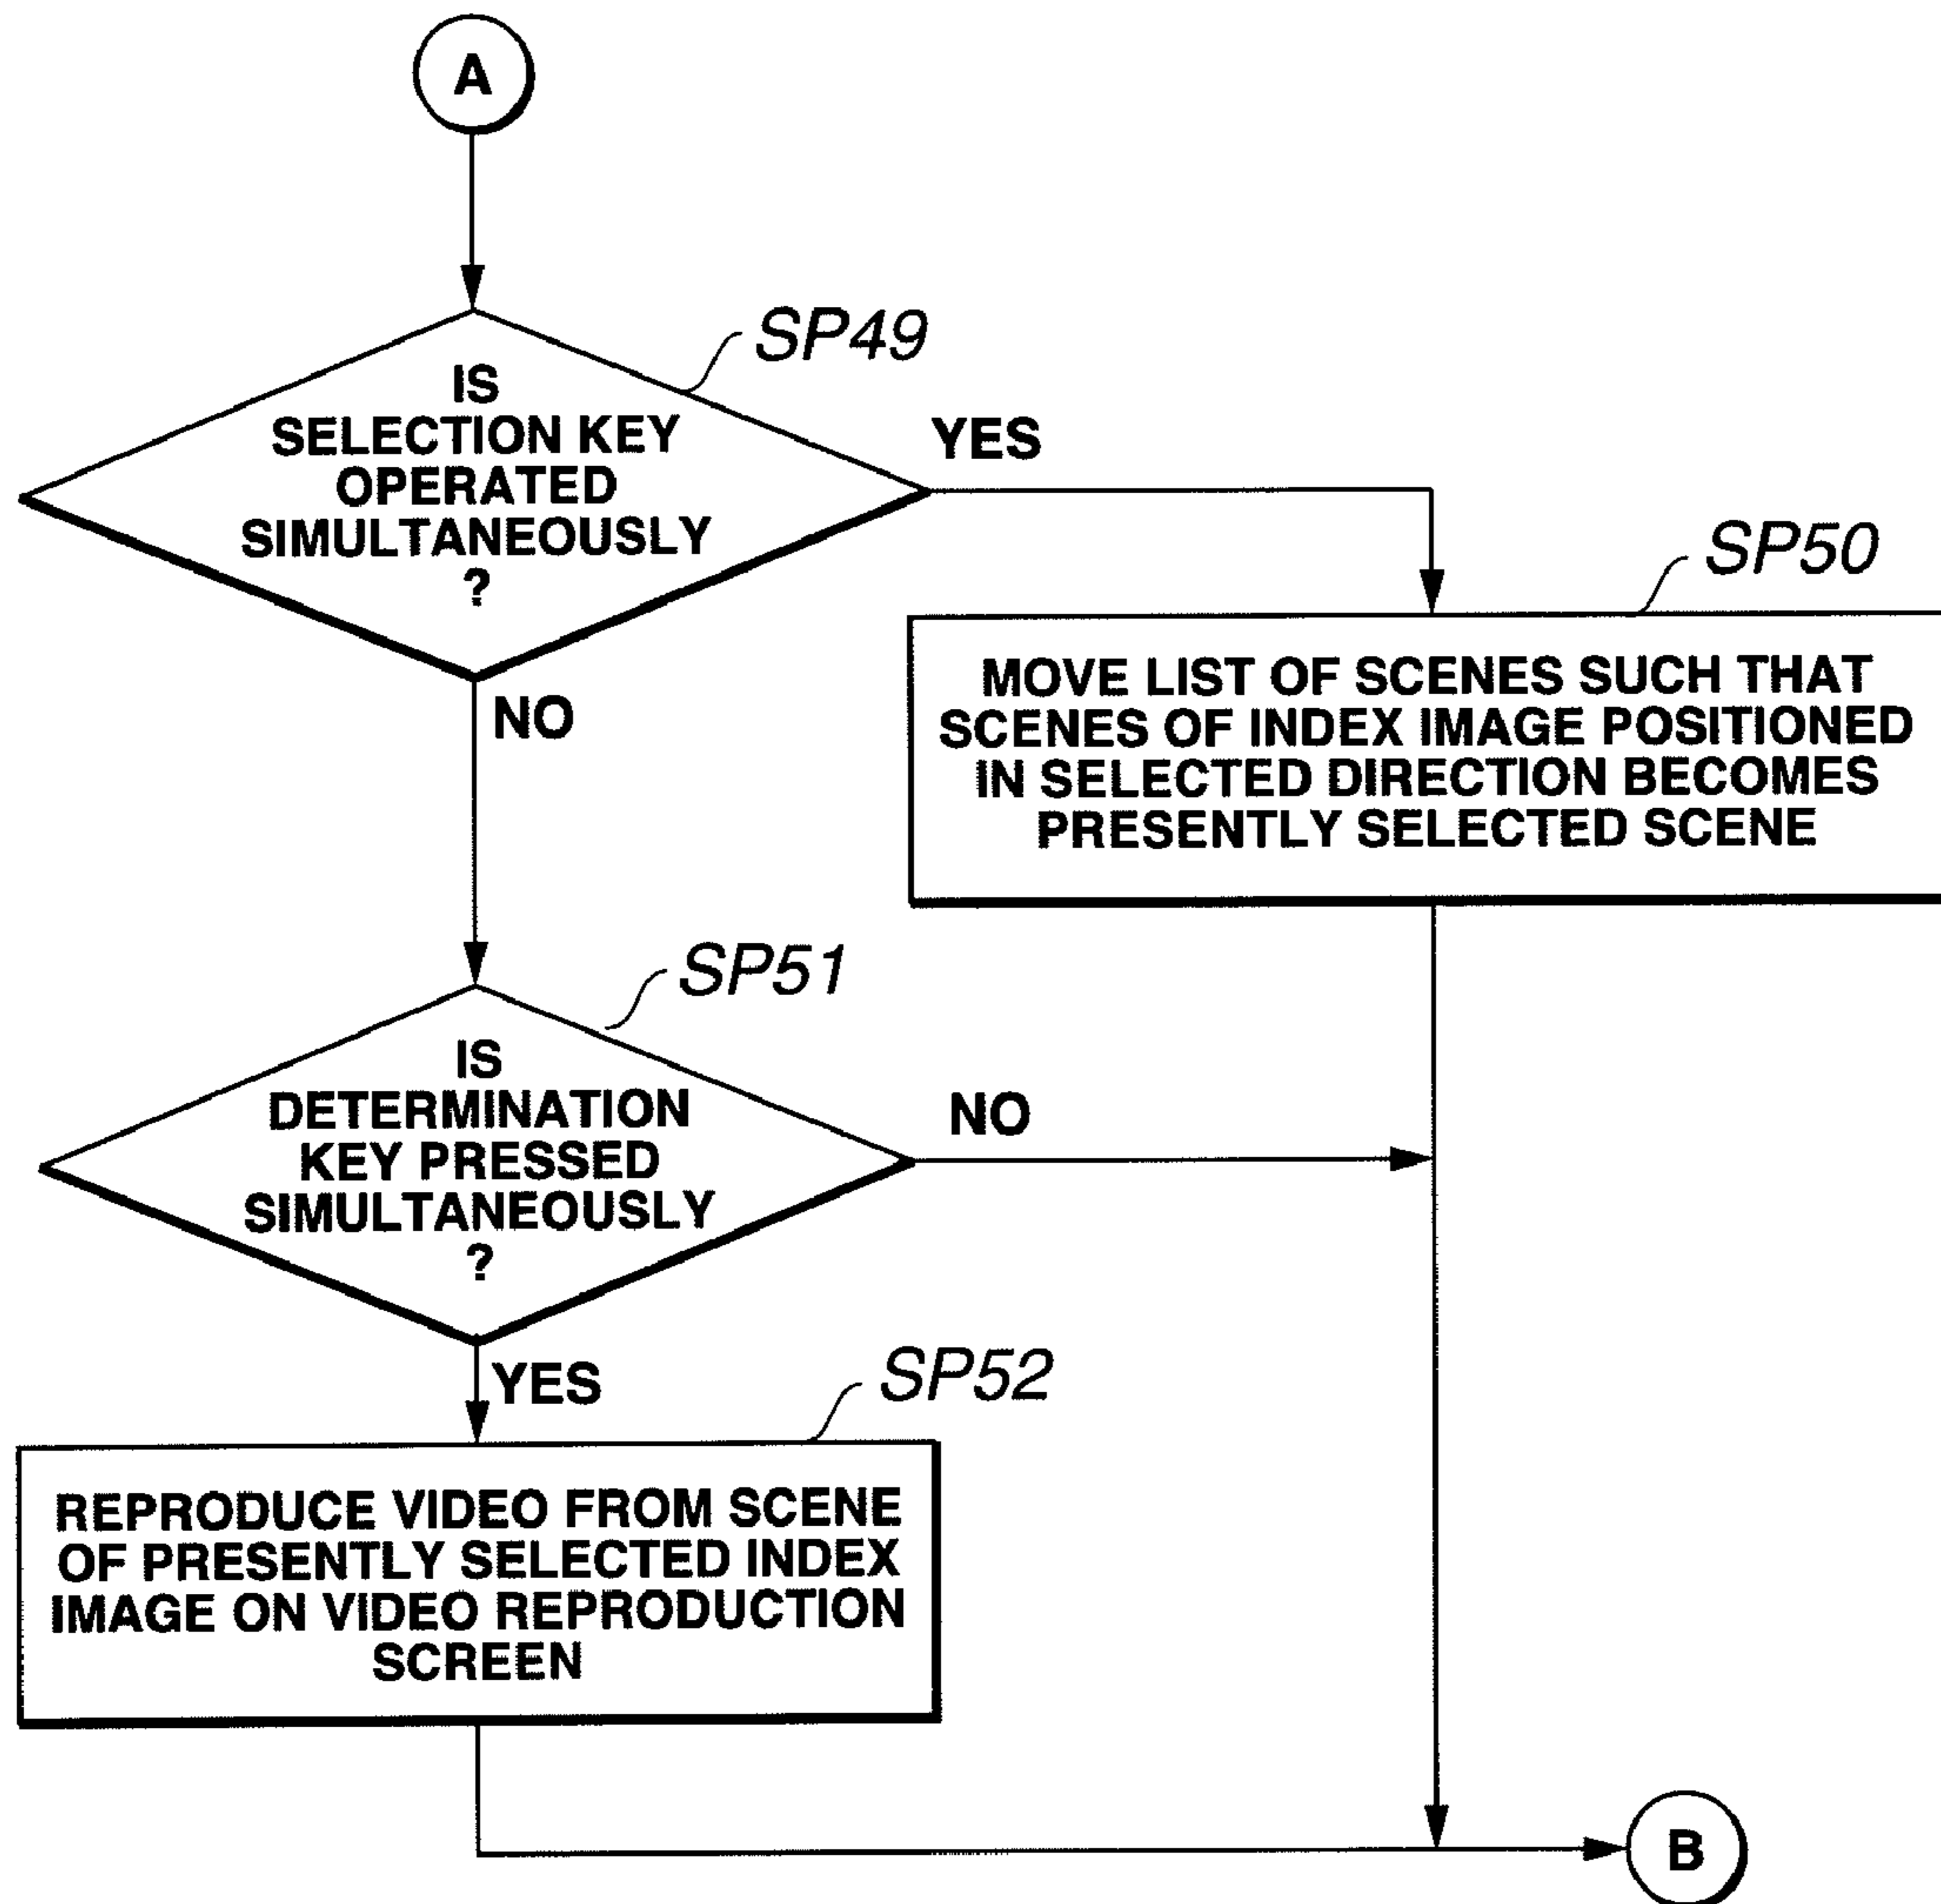 A
SP49
IS
SELECTION KEY
OPERATED
SIMULTANEOUSLY
?
YES
NO
SP50
MOVE LIST OF SCENES SUCH THAT
SCENES OF INDEX IMAGE POSITIONED
IN SELECTED DIRECTION BECOMES
PRESENTLY SELECTED SCENE
SP51
IS
DETERMINATION
KEY PRESSED
SIMULTANEOUSLY
?
NO
YES
SP52
REPRODUCE VIDEO FROM SCENE
OF PRESENTLY SELECTED INDEX
IMAGE ON VIDEO REPRODUCTION
SCREEN
B